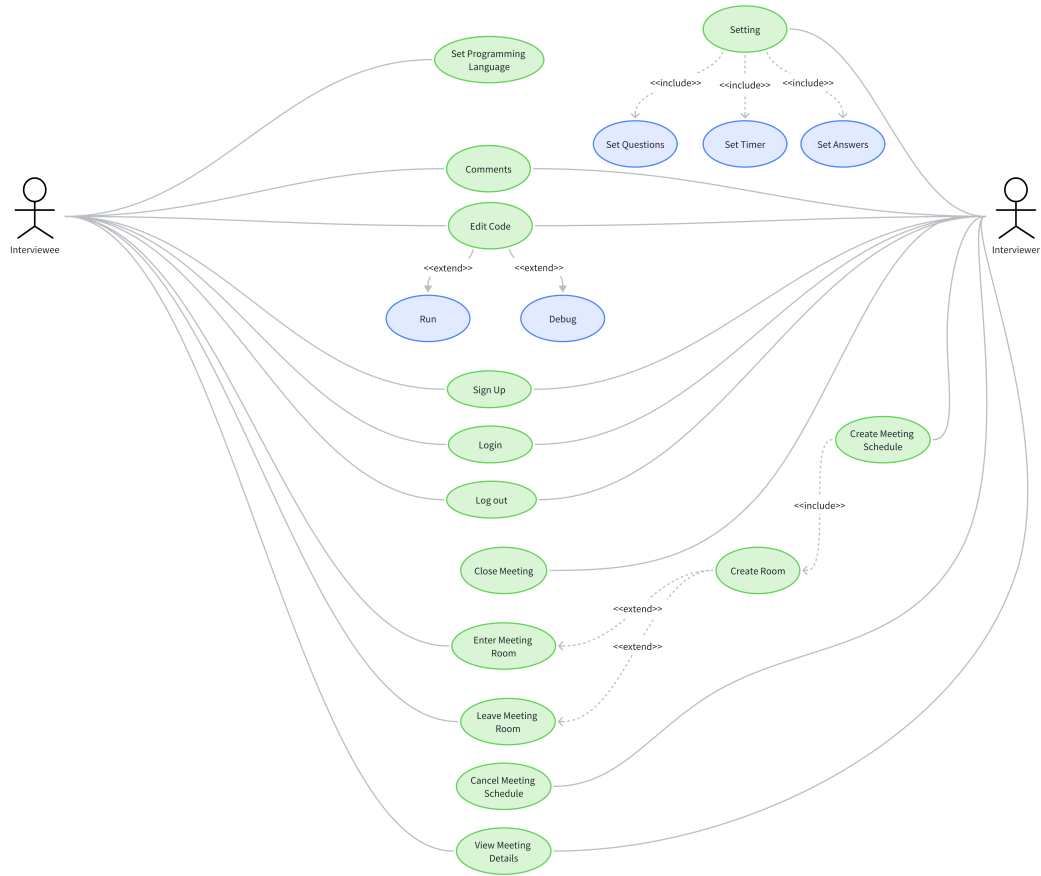 Setting
Set Programming
Language
<<include>>
<<include>>
<<include>>
Set Questions
Set Timer
Set Answers
Comments
Edit Code
Interviewee
Interviewer
<<extend>>
<<extend>>
Run
Debug
Sign Up
Login
Create Meeting
Schedule
Log out
<<include>>
Close Meeting
Create Room
<<extend>>
Enter Meeting
Room
<<extend>>
Leave Meeting
Room
Cancel Meeting
Schedule
View Meeting
Details